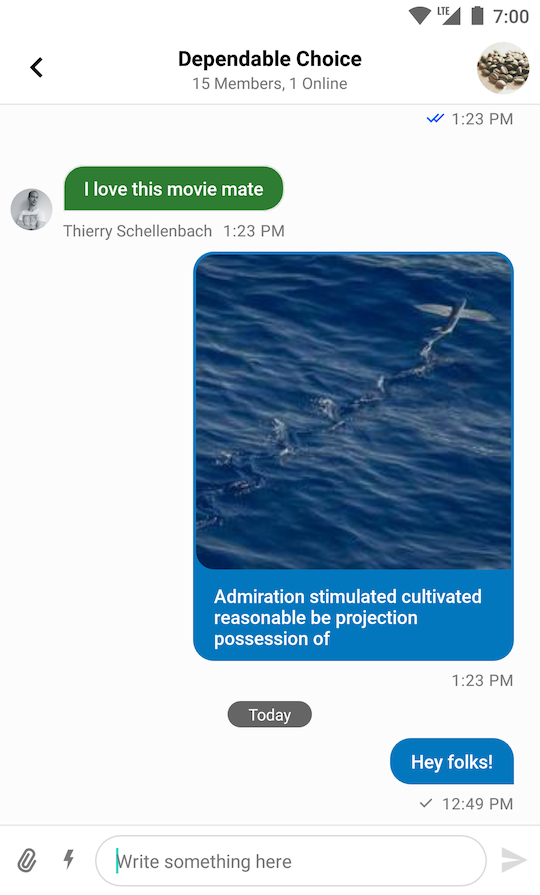 LTE 7:00
Dependable Choice
15 Members, 1 Online
1:23 PM
I love this movie mate
Thierry Schellenbach 1:23 PM
Admiration stimulated cultivated
reasonable be projection
possession of
1:23 PM
Today
Hey folks!
12:49 PM
Write something here